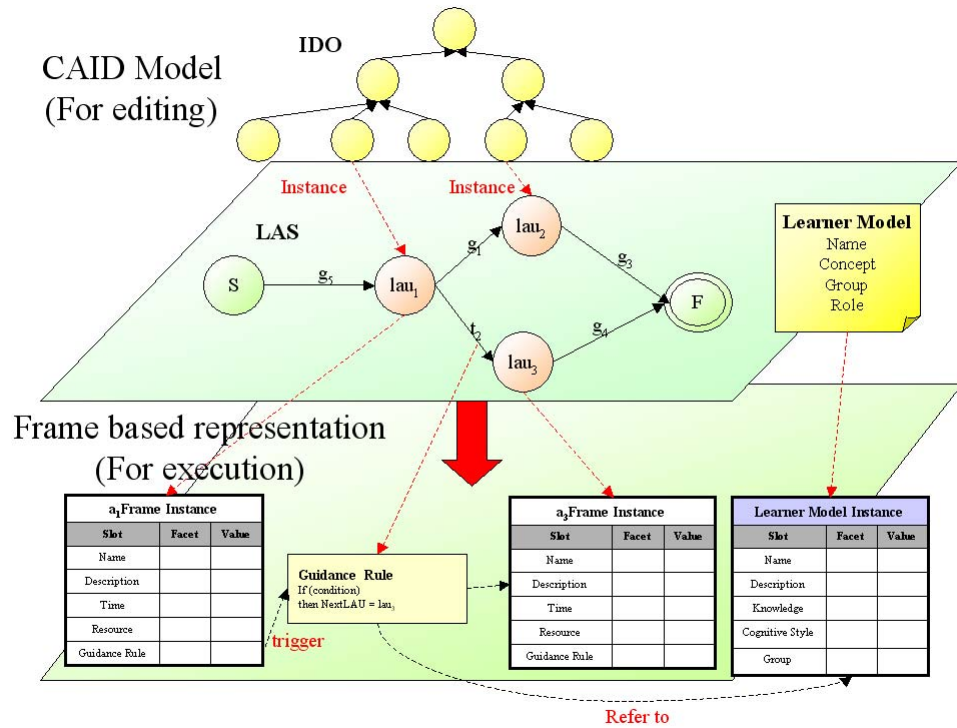 IDO
CAID Model
(For editing)
Instance
Instance
LAS
S
g₅
lau₁
g₁
lau₂
g₃
t₂
lau₃
g₄
F
Learner Model
Name
Concept
Group
Role
Frame based representation
(For execution)
a₁Frame Instance
Slot Facet Value
Name
Description
Time
Resource
Guidance Rule
trigger
Guidance Rule
If (condition)
then NextLAU = lau₃
a₃Frame Instance
Slot Facet Value
Name
Description
Time
Resource
Guidance Rule
Learner Model Instance
Slot Facet Value
Name
Description
Knowledge
Cognitive Style
Group
Refer to